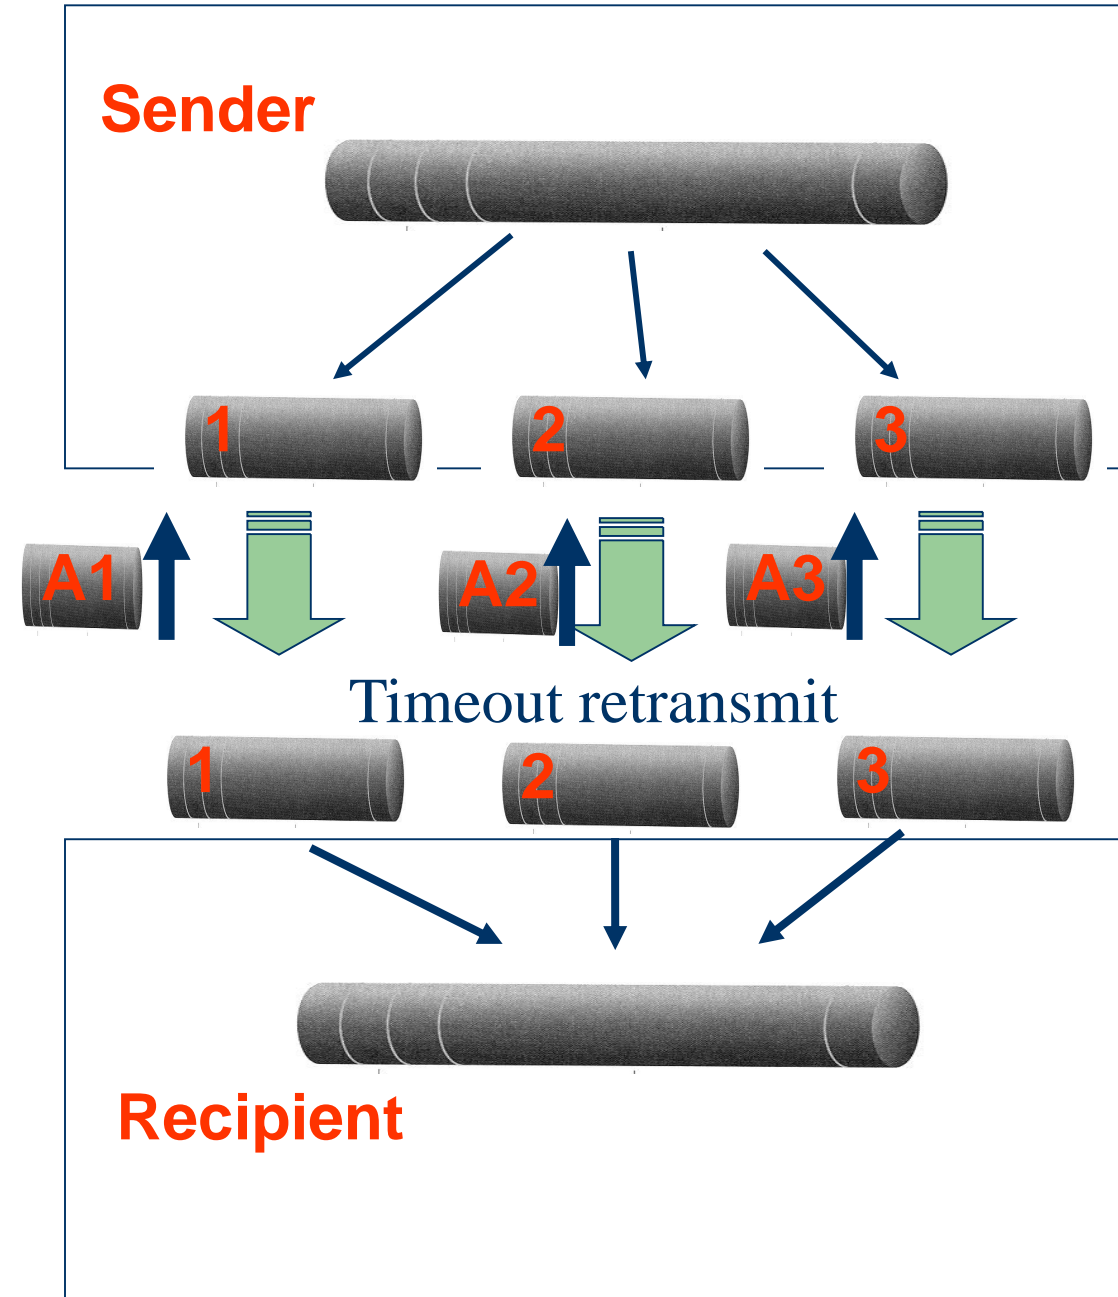 Sender
1
2
3
A1
A2
A3
Timeout retransmit
1
2
3
Recipient